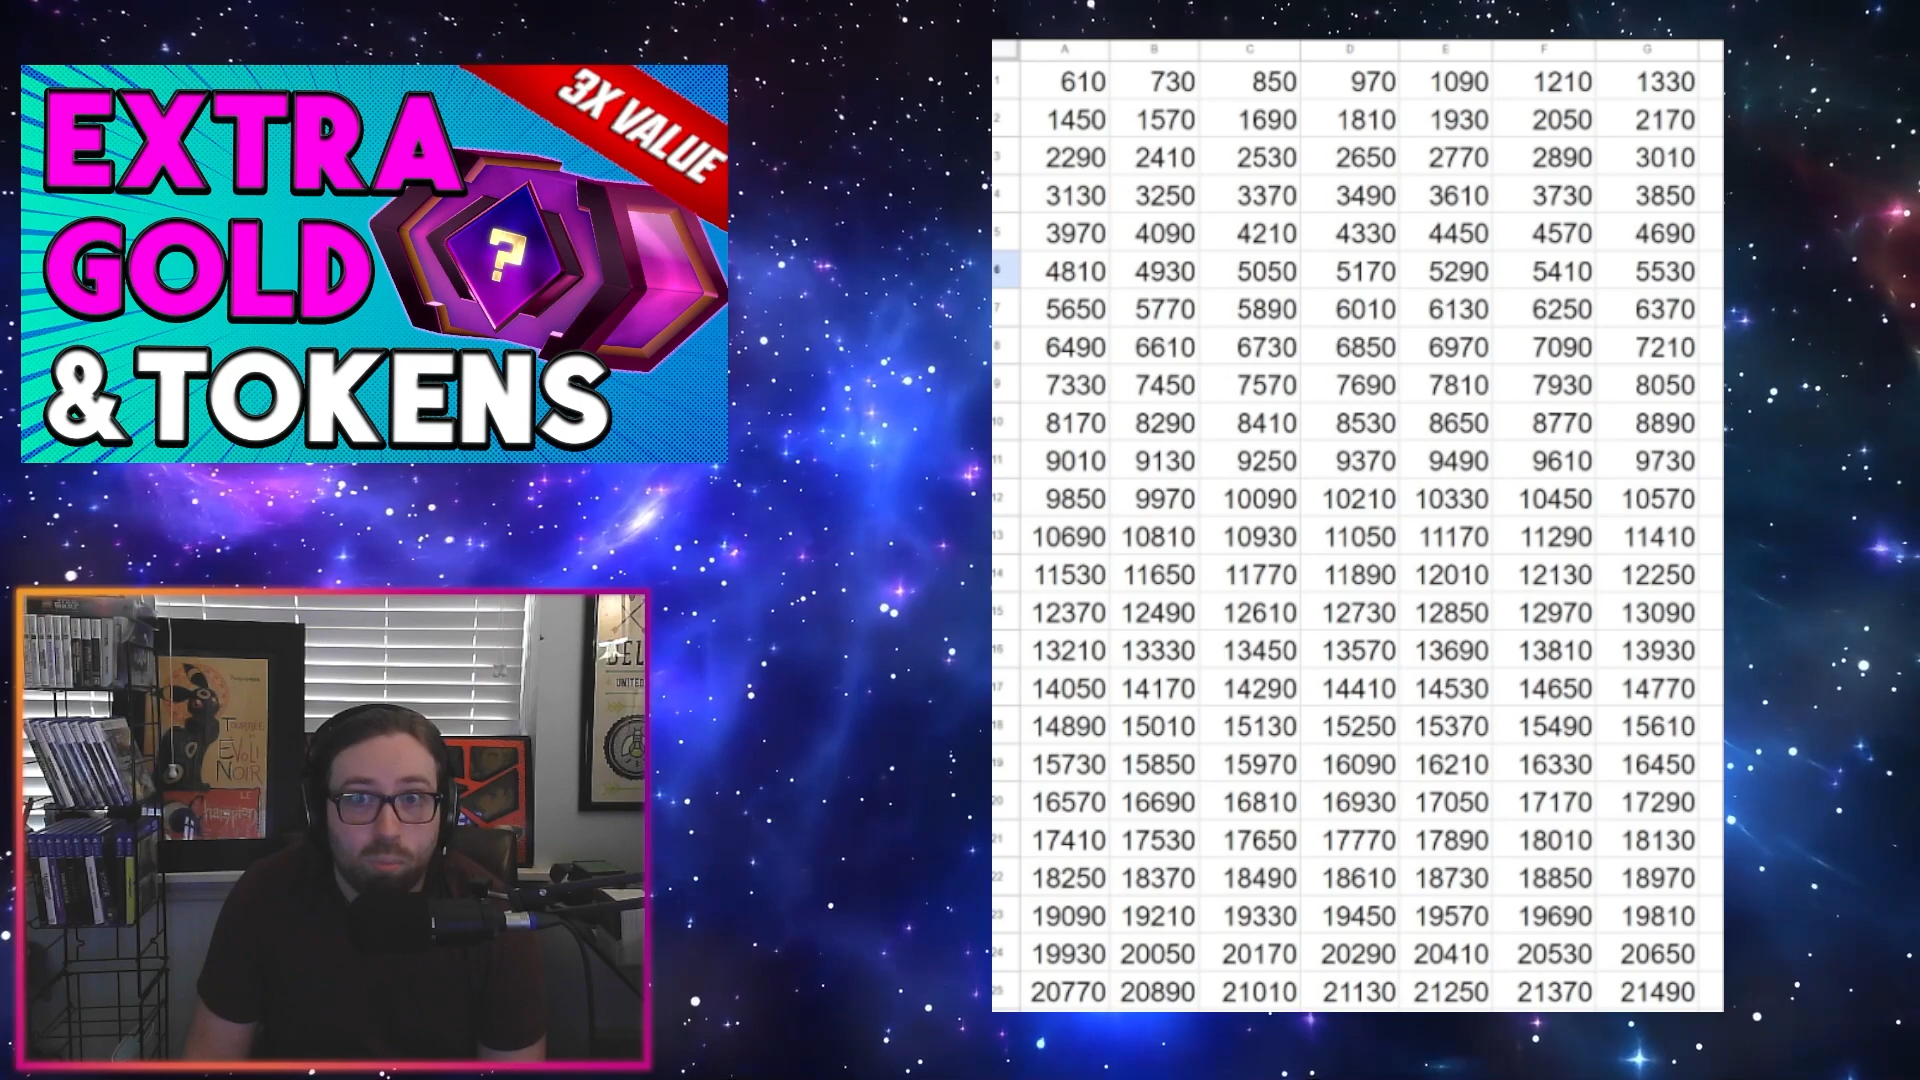 EXTRA
GOLD
& TOKENS
3X VALUE
?
A B C D E F G
1 610 730 850 970 1090 1210 1330
2 1450 1570 1690 1810 1930 2050 2170
3 2290 2410 2530 2650 2770 2890 3010
4 3130 3250 3370 3490 3610 3730 3850
5 3970 4090 4210 4330 4450 4570 4690
6 4810 4930 5050 5170 5290 5410 5530
7 5650 5770 5890 6010 6130 6250 6370
8 6490 6610 6730 6850 6970 7090 7210
9 7330 7450 7570 7690 7810 7930 8050
10 8170 8290 8410 8530 8650 8770 8890
11 9010 9130 9250 9370 9490 9610 9730
12 9850 9970 10090 10210 10330 10450 10570
13 10690 10810 10930 11050 11170 11290 11410
14 11530 11650 11770 11890 12010 12130 12250
15 12370 12490 12610 12730 12850 12970 13090
16 13210 13330 13450 13570 13690 13810 13930
17 14050 14170 14290 14410 14530 14650 14770
18 14890 15010 15130 15250 15370 15490 15610
19 15730 15850 15970 16090 16210 16330 16450
20 16570 16690 16810 16930 17050 17170 17290
21 17410 17530 17650 17770 17890 18010 18130
22 18250 18370 18490 18610 18730 18850 18970
23 19090 19210 19330 19450 19570 19690 19810
24 19930 20050 20170 20290 20410 20530 20650
25 20770 20890 21010 21130 21250 21370 21490
TOURNÉE
EVOLI
NOIR
LE
Champion
UNITED